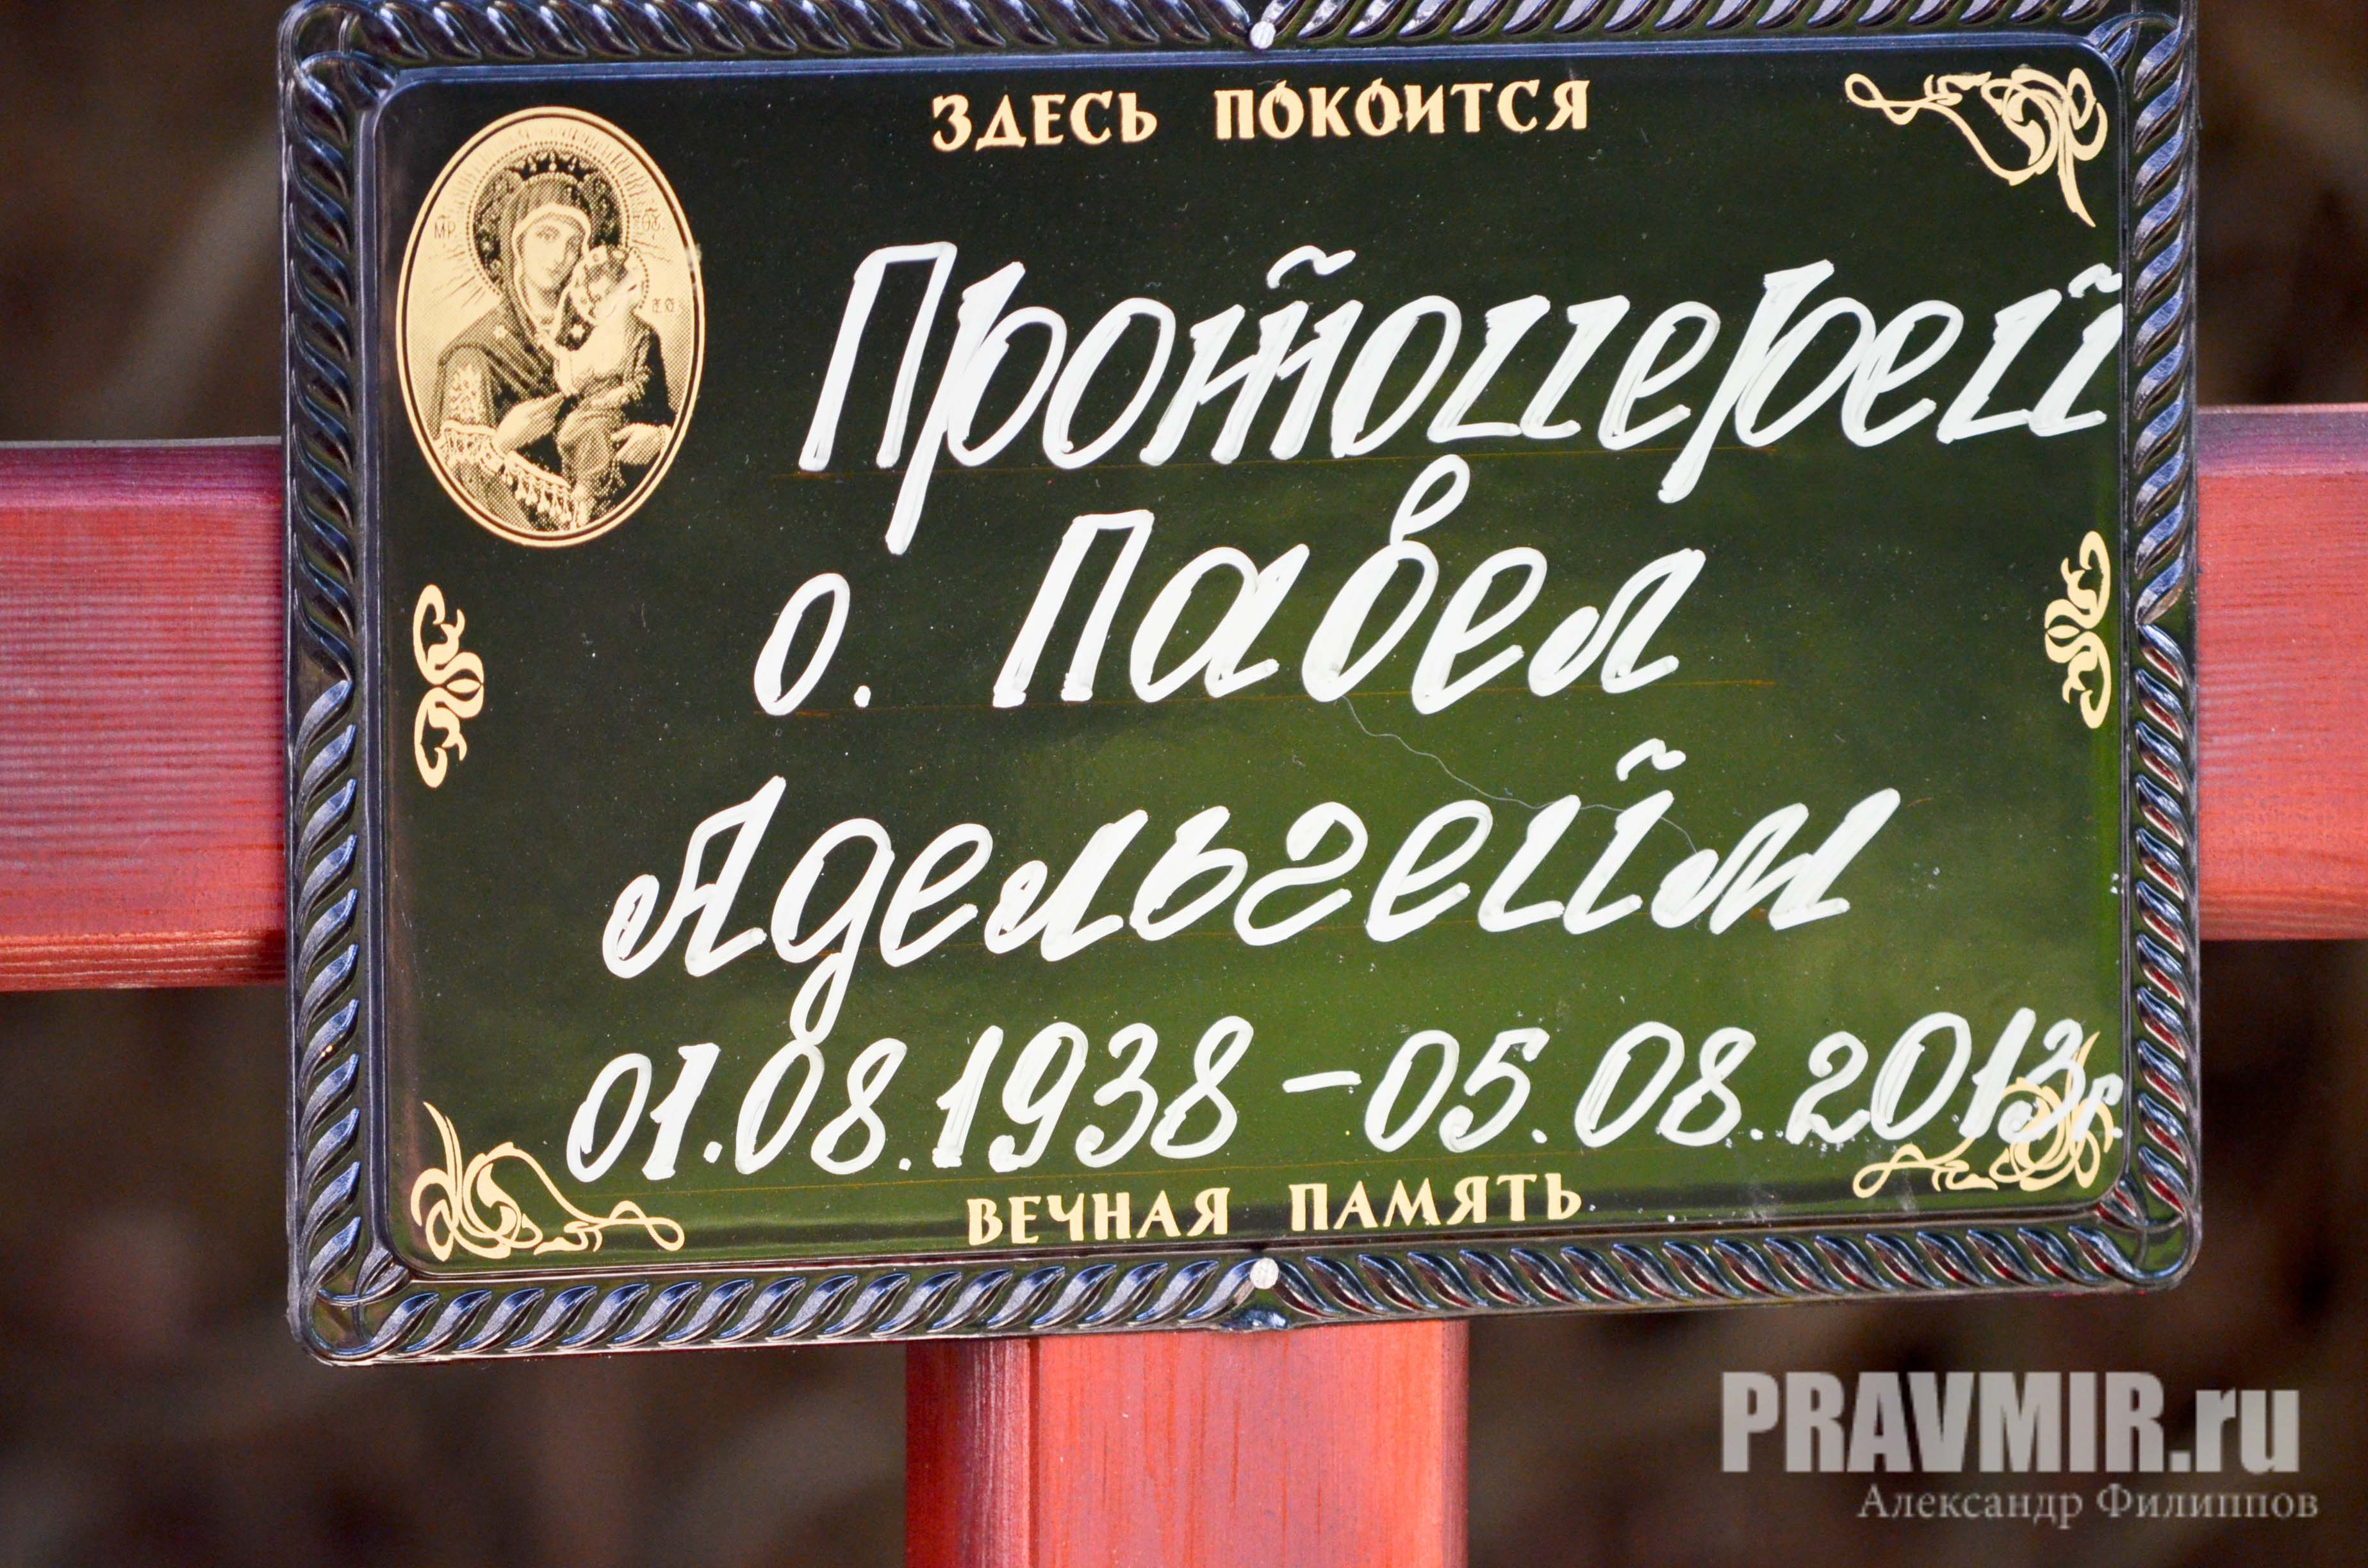 ЗДЕСЬ ПОКОИТСЯ
Протоиерей
о. Павел
Адельгейм
01.08.1938 – 05.08.2013г.
ВЕЧНАЯ ПАМЯТЬ
PRAVMIR.ru
Александр Филиппов